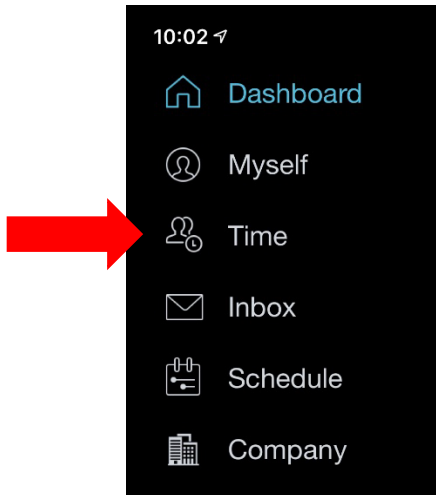 10:02
Dashboard
Myself
Time
Inbox
Schedule
Company